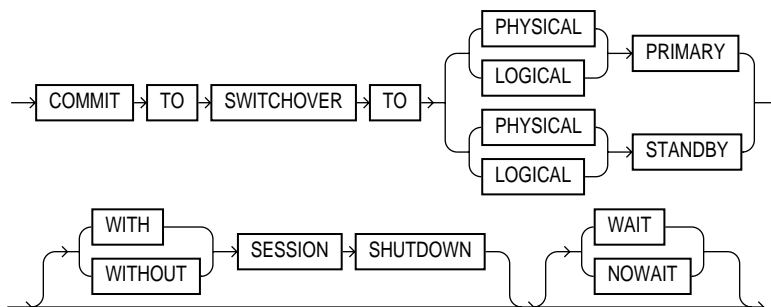 PHYSICAL
LOGICAL
PRIMARY
COMMIT TO SWITCHOVER TO
PHYSICAL
LOGICAL
STANDBY
WITH
WITHOUT
SESSION SHUTDOWN
WAIT
NOWAIT